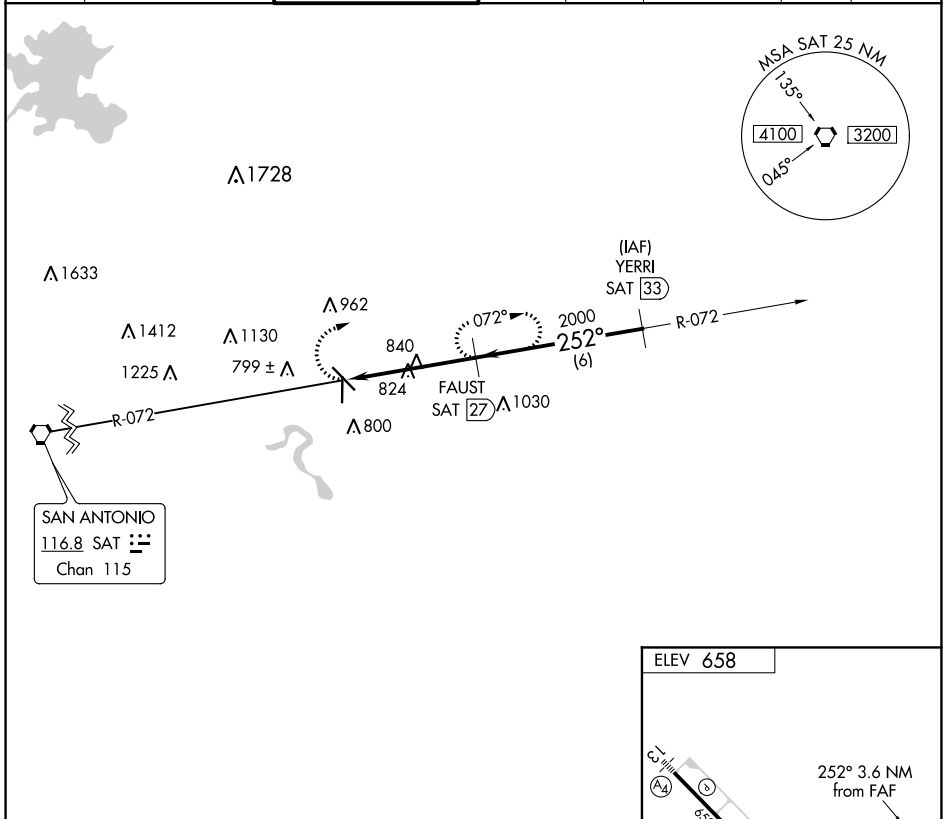 MSA SAT 25 NM
135°
4100
3200
045°
1728
(IAF)
YERRI
SAT 33
1633
962
072°
2000
R-072
252°
(6)
1412
1130
840
1225
799 ±
824
FAUST
SAT 27
1030
R-072
800
SAN ANTONIO
116.8 SAT
Chan 115
ELEV 658
13
A4
P
252° 3.6 NM
from FAF